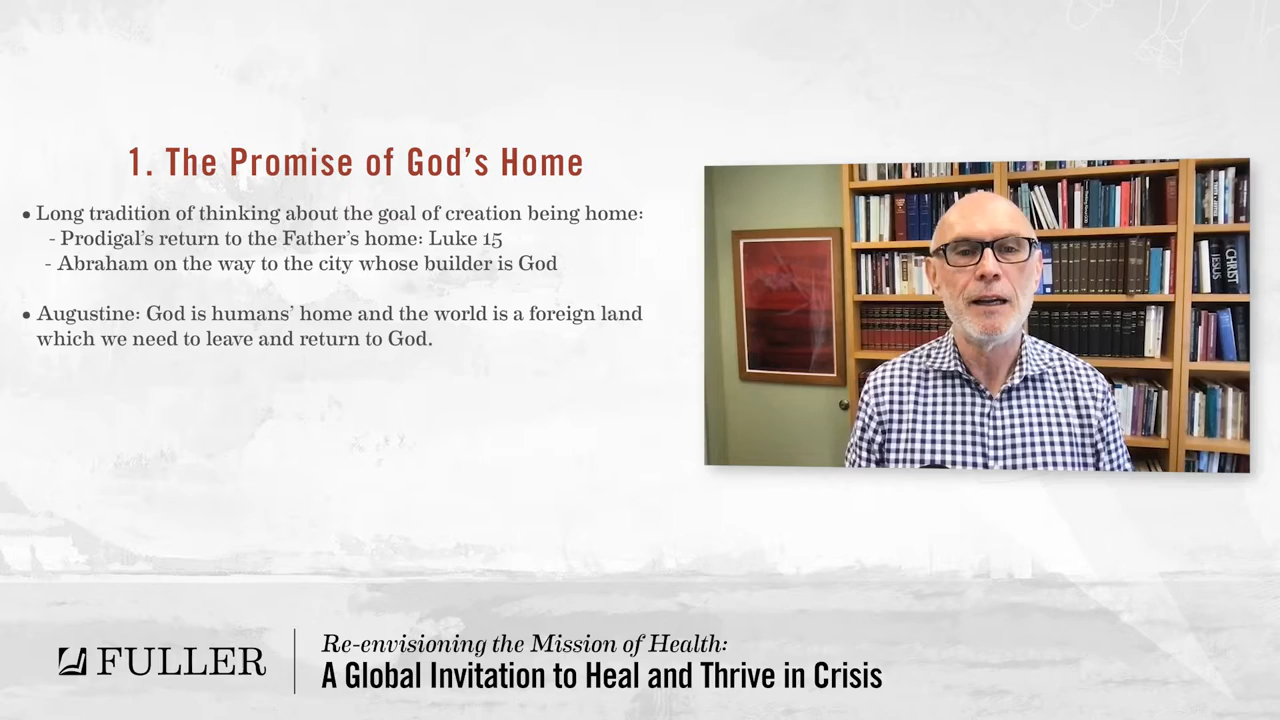 1. The Promise of God's Home
• Long tradition of thinking about the goal of creation being home:
- Prodigal's return to the Father's home: Luke 15
- Abraham on the way to the city whose builder is God
• Augustine: God is humans' home and the world is a foreign land
which we need to leave and return to God.
CHRIST
JESUS
FULLER
Re-envisioning the Mission of Health:
A Global Invitation to Heal and Thrive in Crisis